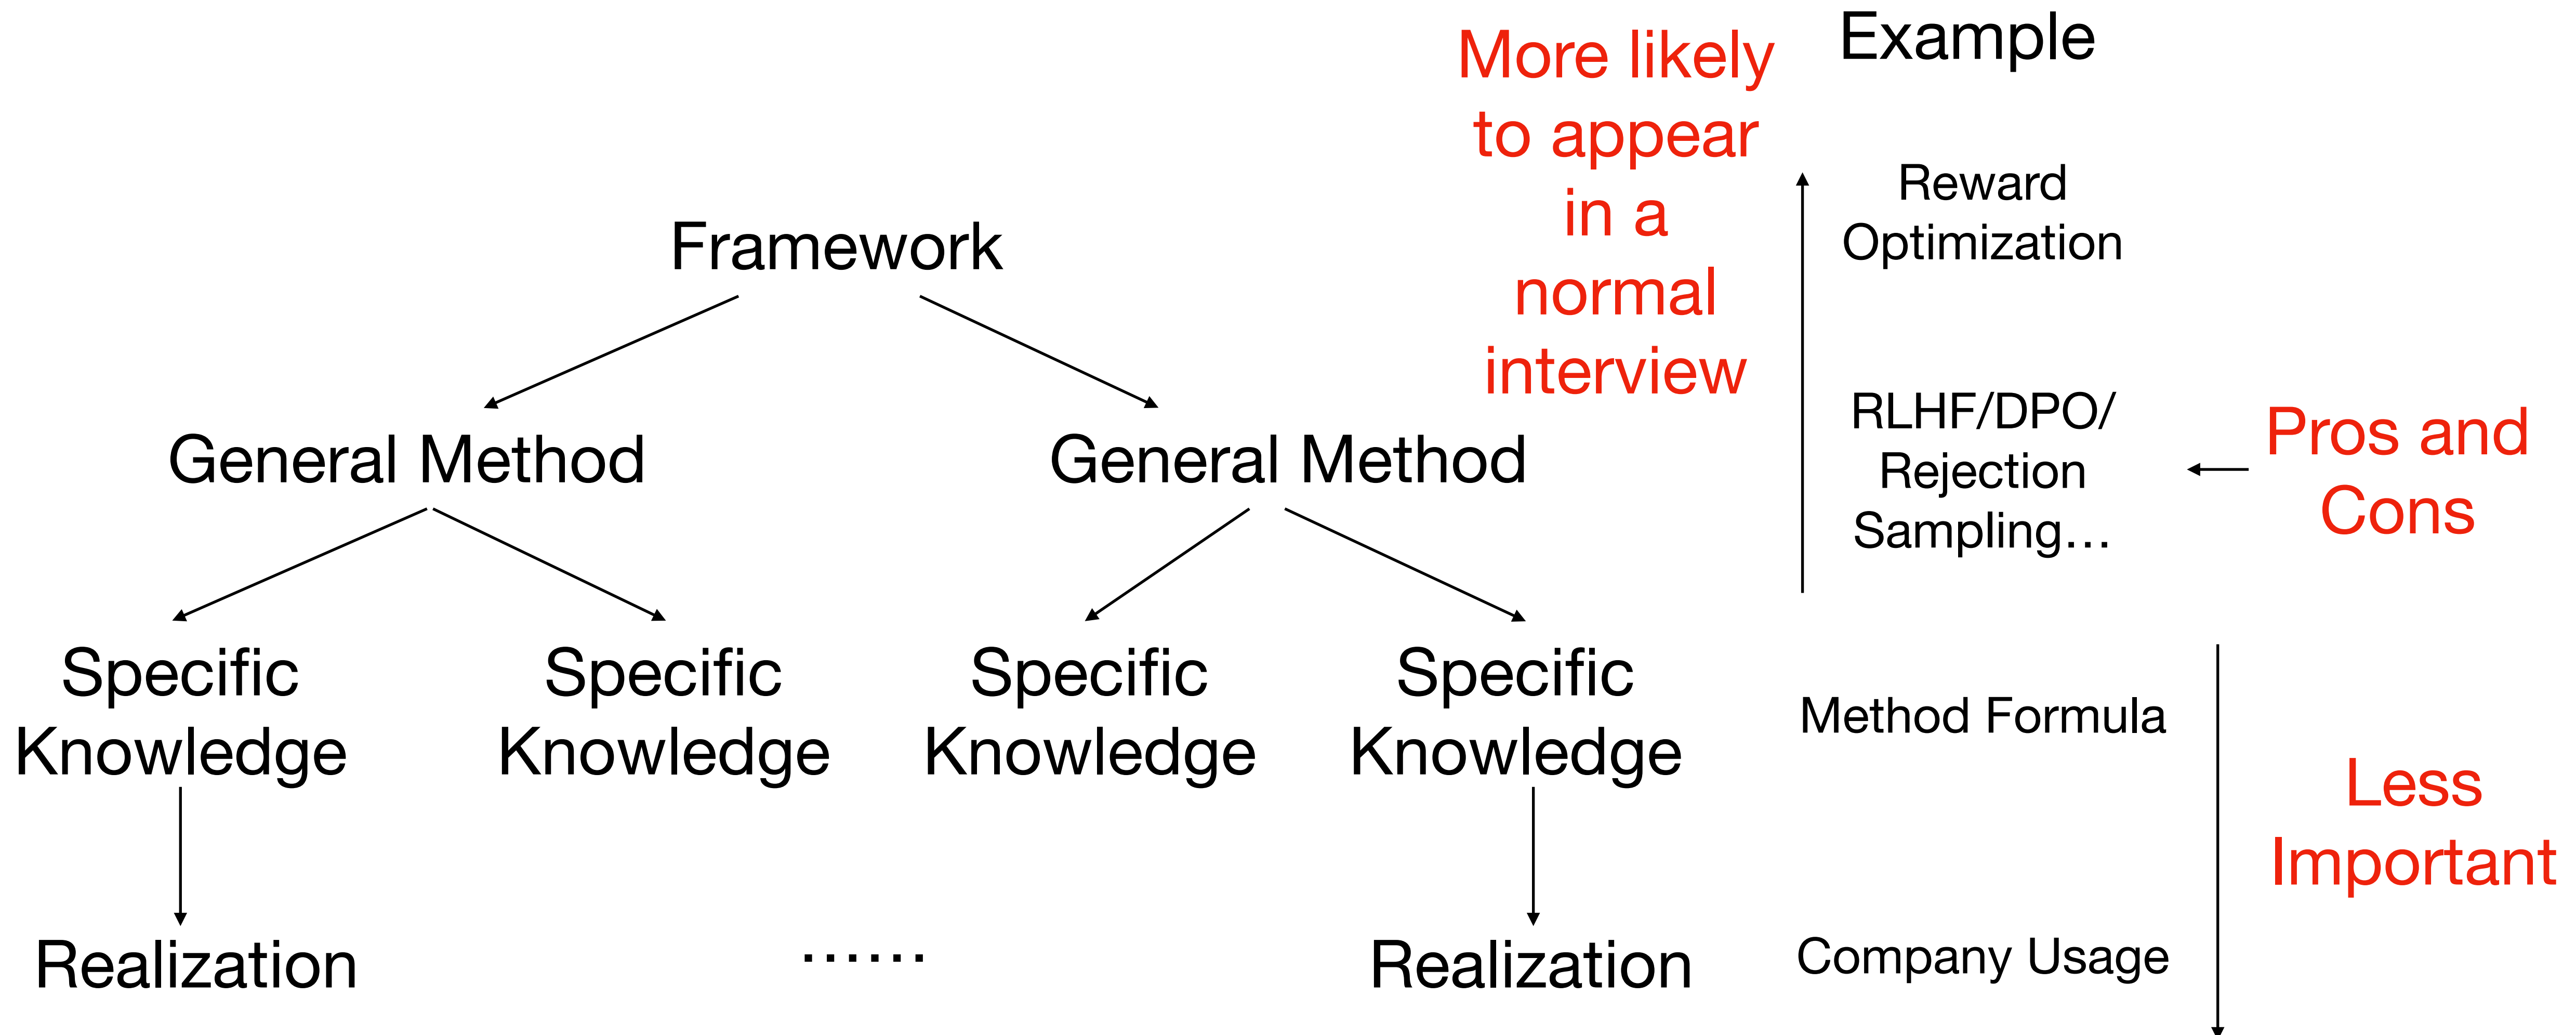 More likely
to appear
in a
normal
interview
Example
Reward
Optimization
Framework
General Method
General Method
RLHF/DPO/
Rejection
Sampling...
Pros and
Cons
Specific
Knowledge
Specific
Knowledge
Specific
Knowledge
Specific
Knowledge
Method Formula
Less
Important
Realization
......
Realization
Company Usage